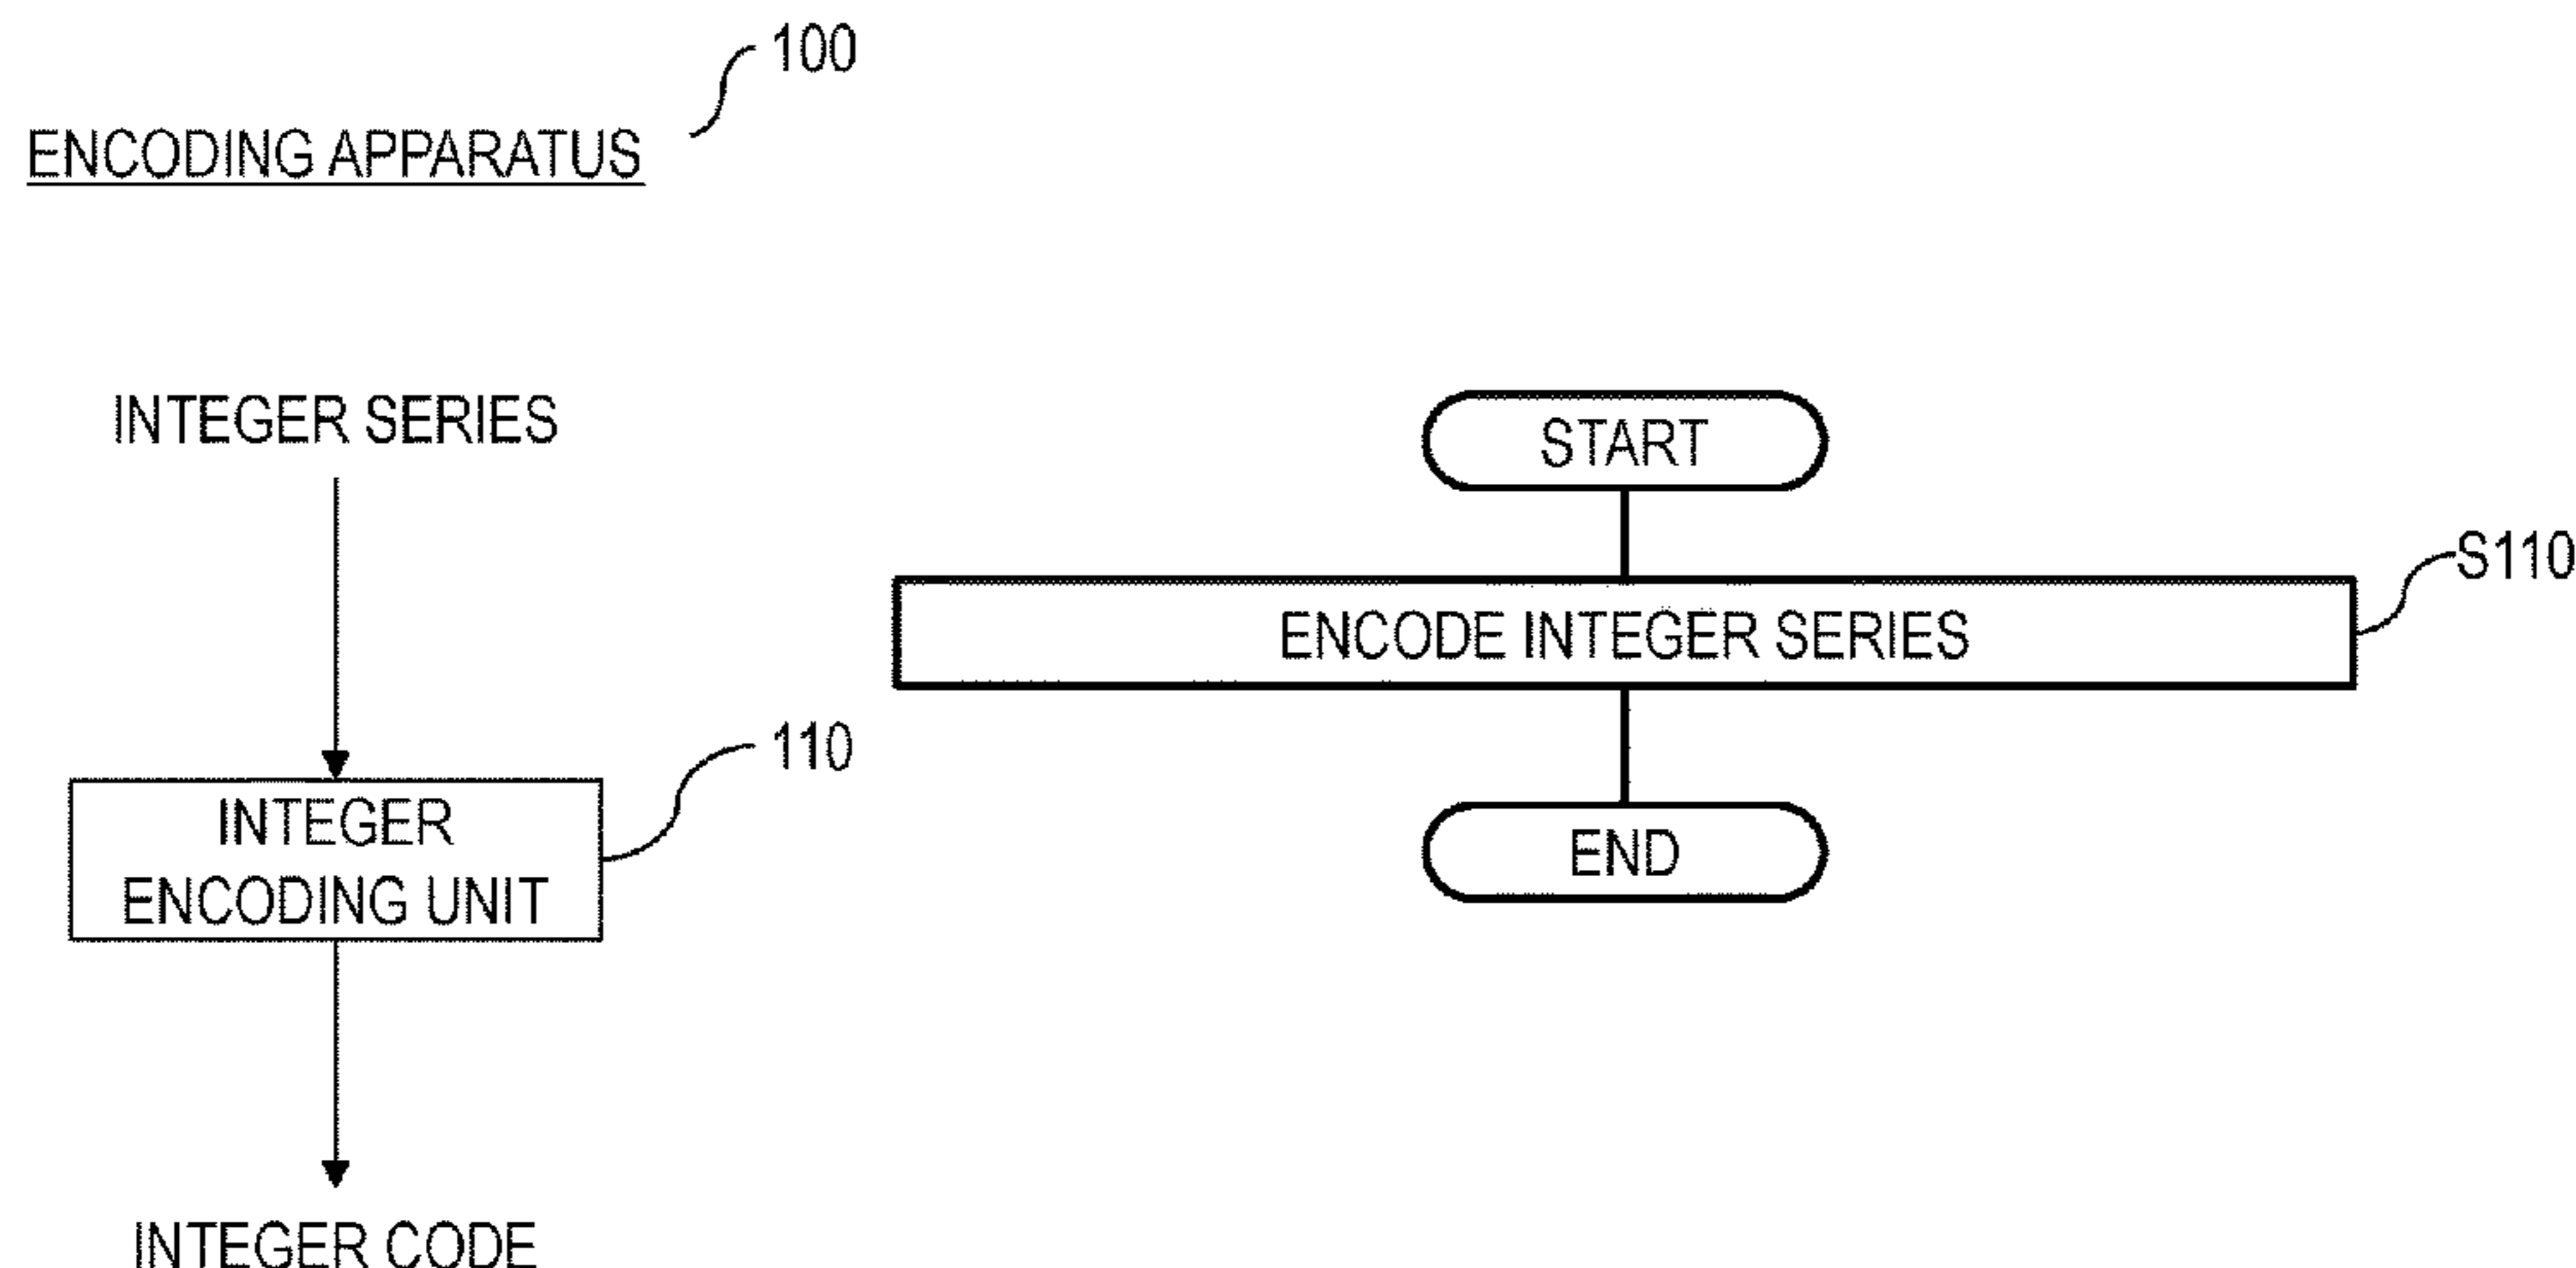 100
ENCODING APPARATUS
INTEGER SERIES
110
INTEGER
ENCODING UNIT
INTEGER CODE
START
S110
ENCODE INTEGER SERIES
END